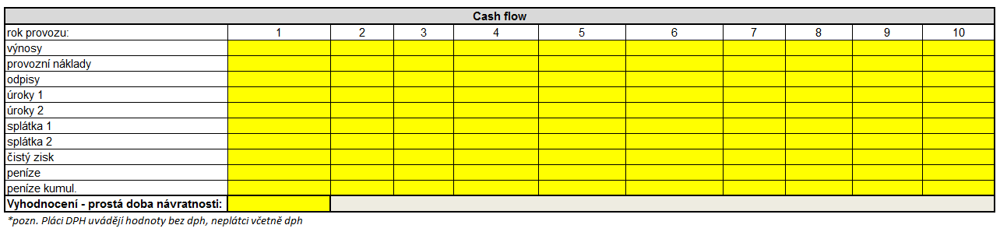 Cash flow
rok provozu: 1 2 3 4 5 6 7 8 9 10
výnosy
provozní náklady
odpisy
úroky 1
úroky 2
splátka 1
splátka 2
čistý zisk
peníze
peníze kumul.
Vyhodnocení - prostá doba návratnosti:
*pozn. Pláci DPH uvádějí hodnoty bez dph, neplátci včetně dph